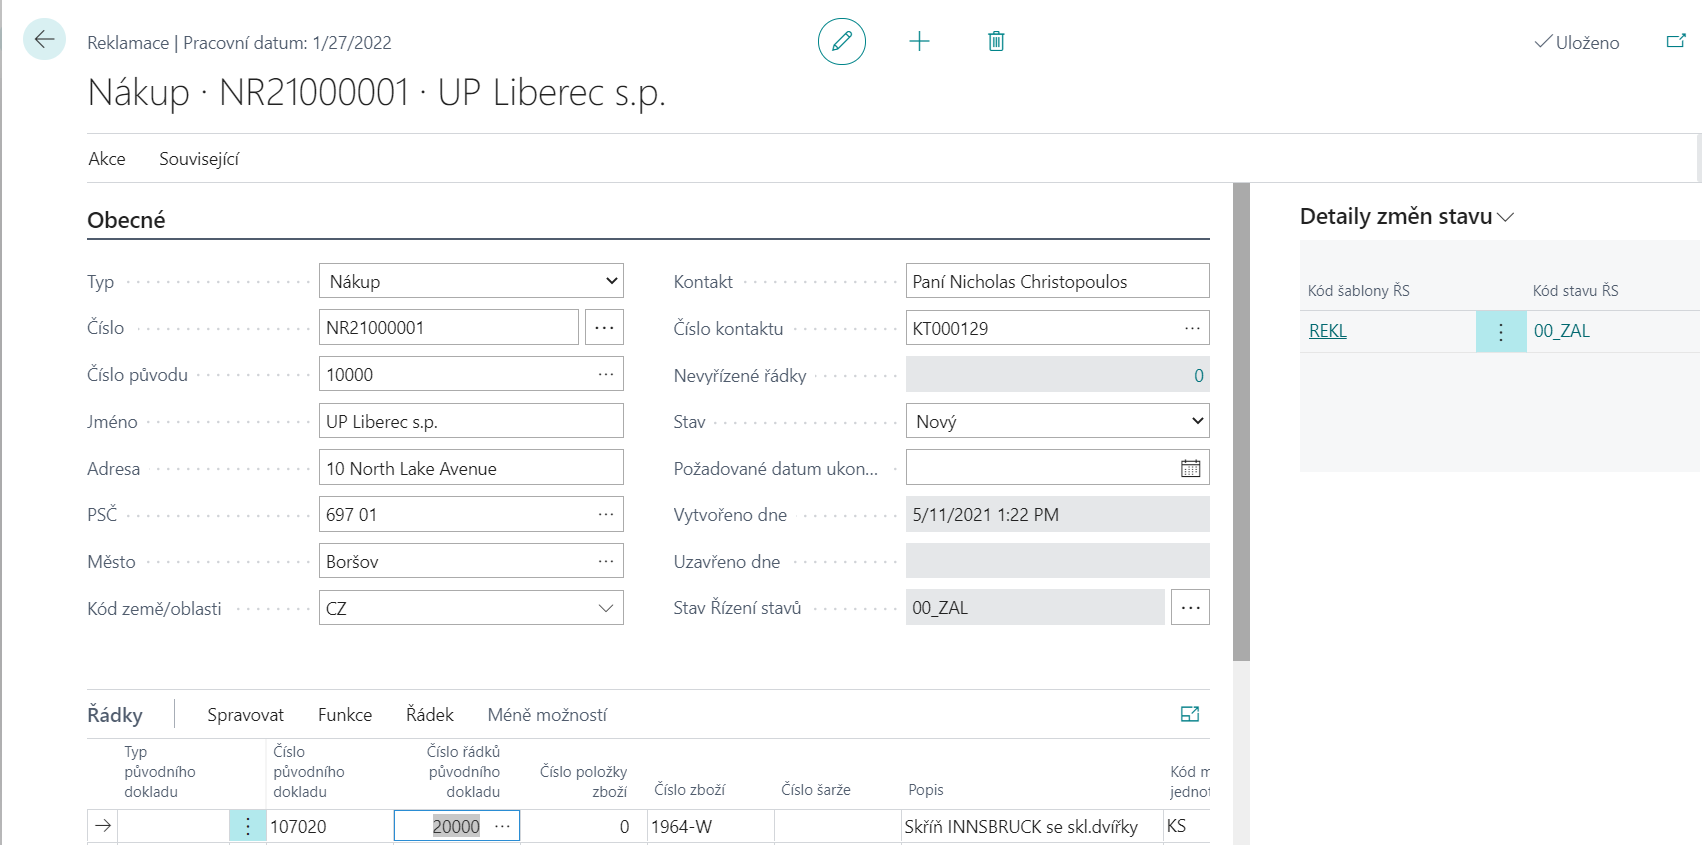 Reklamace | Pracovní datum: 1/27/2022
Uloženo
Nákup · NR21000001 · UP Liberec s.p.
Akce Související
Obecné
Typ Nákup
Číslo NR21000001
Číslo původu 10000
Jméno UP Liberec s.p.
Adresa 10 North Lake Avenue
PSČ 697 01
Město Boršov
Kód země/oblasti CZ
Kontakt Paní Nicholas Christopoulos
Číslo kontaktu KT000129
Nevyřízené řádky 0
Stav Nový
Požadované datum ukon...
Vytvořeno dne 5/11/2021 1:22 PM
Uzavřeno dne
Stav Řízení stavů 00_ZAL
Detaily změn stavu
Kód šablony ŘS Kód stavu ŘS
REKL 00_ZAL
Řádky Spravovat Funkce Řádek Méně možností
Typ
původního
dokladu
Číslo
původního
dokladu
Číslo řádků
původního
dokladu
Číslo položky
zboží
Číslo zboží
Číslo šarže
Popis
Kód m
jednot
107020 20000 0 1964-W Skříň INNSBRUCK se skl.dvířky KS